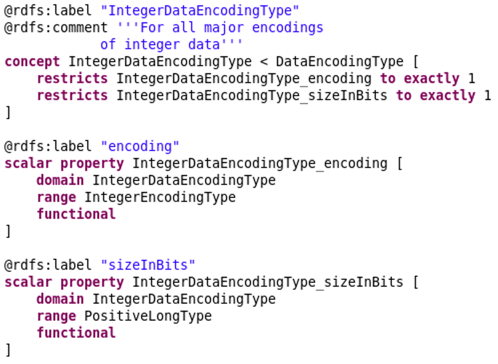 @rdfs:label "IntegerDataEncodingType"
@rdfs:comment '''For all major encodings
            of integer data'''
concept IntegerDataEncodingType < DataEncodingType [
    restricts IntegerDataEncodingType_encoding to exactly 1
    restricts IntegerDataEncodingType_sizeInBits to exactly 1
]

@rdfs:label "encoding"
scalar property IntegerDataEncodingType_encoding [
    domain IntegerDataEncodingType
    range IntegerEncodingType
    functional
]

@rdfs:label "sizeInBits"
scalar property IntegerDataEncodingType_sizeInBits [
    domain IntegerDataEncodingType
    range PositiveLongType
    functional
]